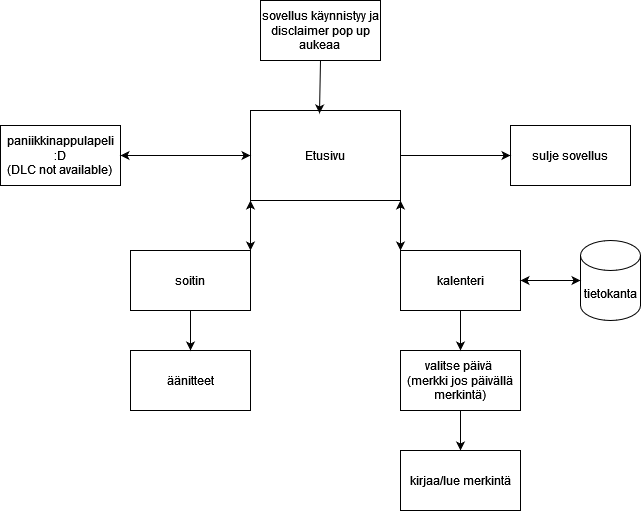 sovellus käynnistyy ja
disclaimer pop up
aukeaa
paniikkinappulapeli
:D
(DLC not available)
Etusivu
sulje sovellus
soitin
kalenteri
tietokanta
äänitteet
valitse päivä
(merkki jos päivällä
merkintä)
kirjaa/lue merkintä